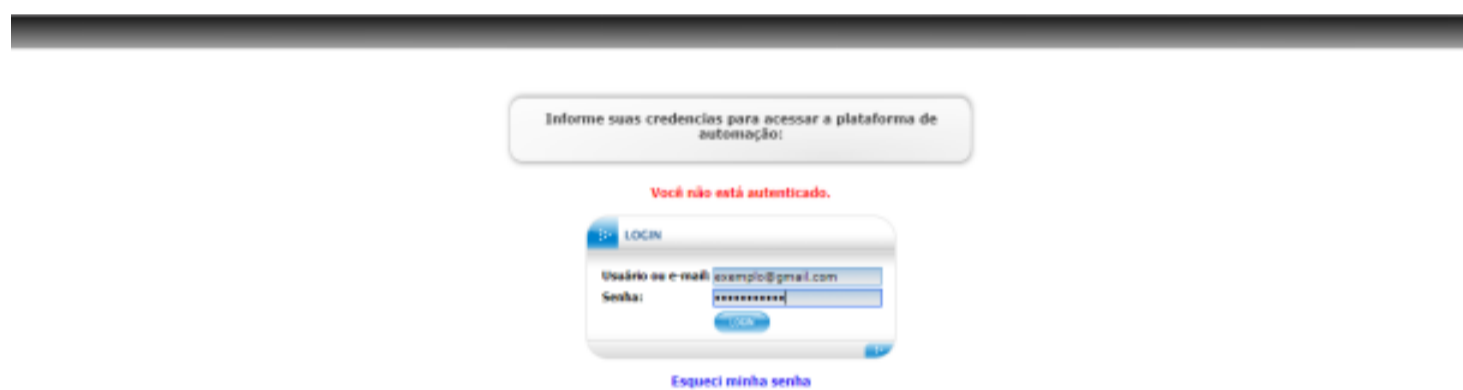 Informe suas credencias para acessar a plataforma de
automação:
Você não está autenticado.
LOGIN
Usuário ou e-mail: exemplo@gmail.com
Senha: •••••••••••
LOGIN
Esqueci minha senha